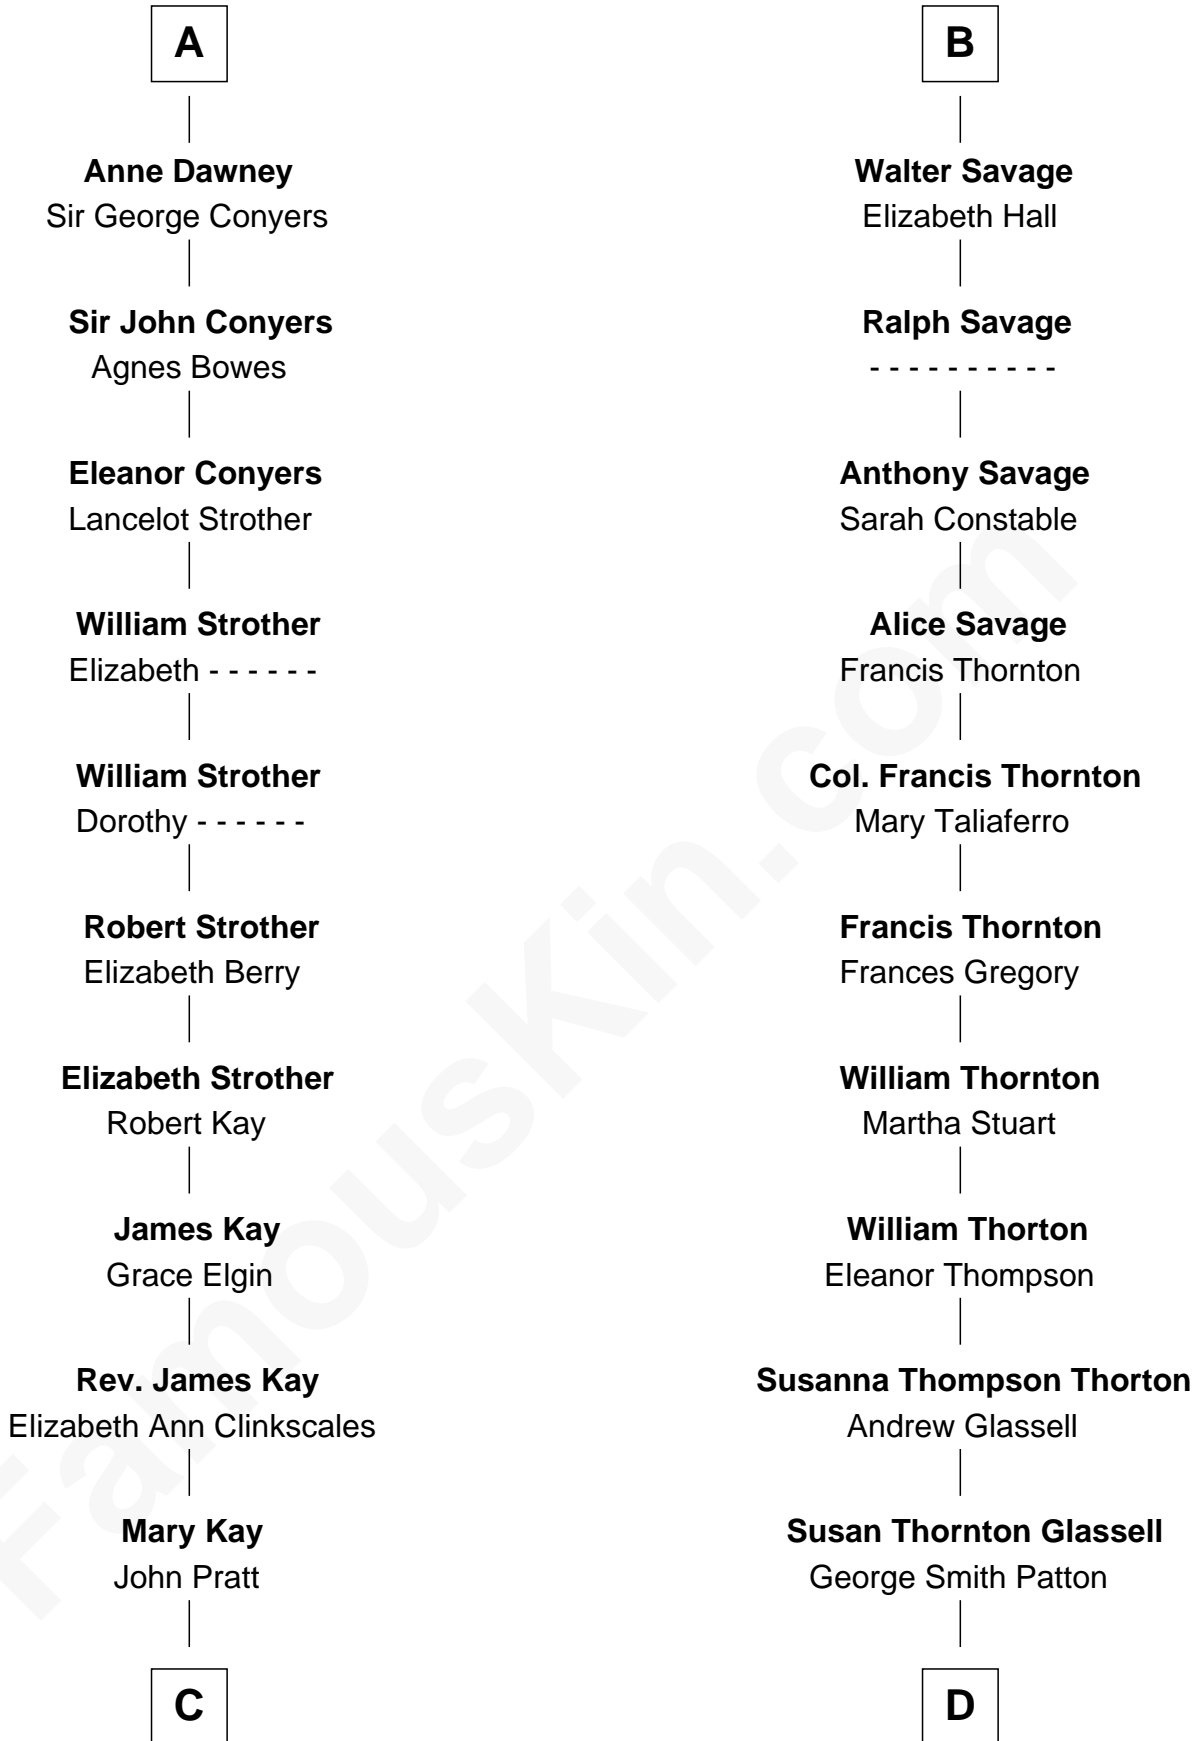 A
Anne Dawney
Sir George Conyers
Sir John Conyers
Agnes Bowes
Eleanor Conyers
Lancelot Strother
William Strother
Elizabeth - - - - - -
William Strother
Dorothy - - - - - -
Robert Strother
Elizabeth Berry
Elizabeth Strother
Robert Kay
James Kay
Grace Elgin
Rev. James Kay
Elizabeth Ann Clinkscales
Mary Kay
John Pratt
C
B
Walter Savage
Elizabeth Hall
Ralph Savage
- - - - - - - - - -
Anthony Savage
Sarah Constable
Alice Savage
Francis Thornton
Col. Francis Thornton
Mary Taliaferro
Francis Thornton
Frances Gregory
William Thornton
Martha Stuart
William Thorton
Eleanor Thompson
Susanna Thompson Thorton
Andrew Glassell
Susan Thornton Glassell
George Smith Patton
D
FamousKin.com